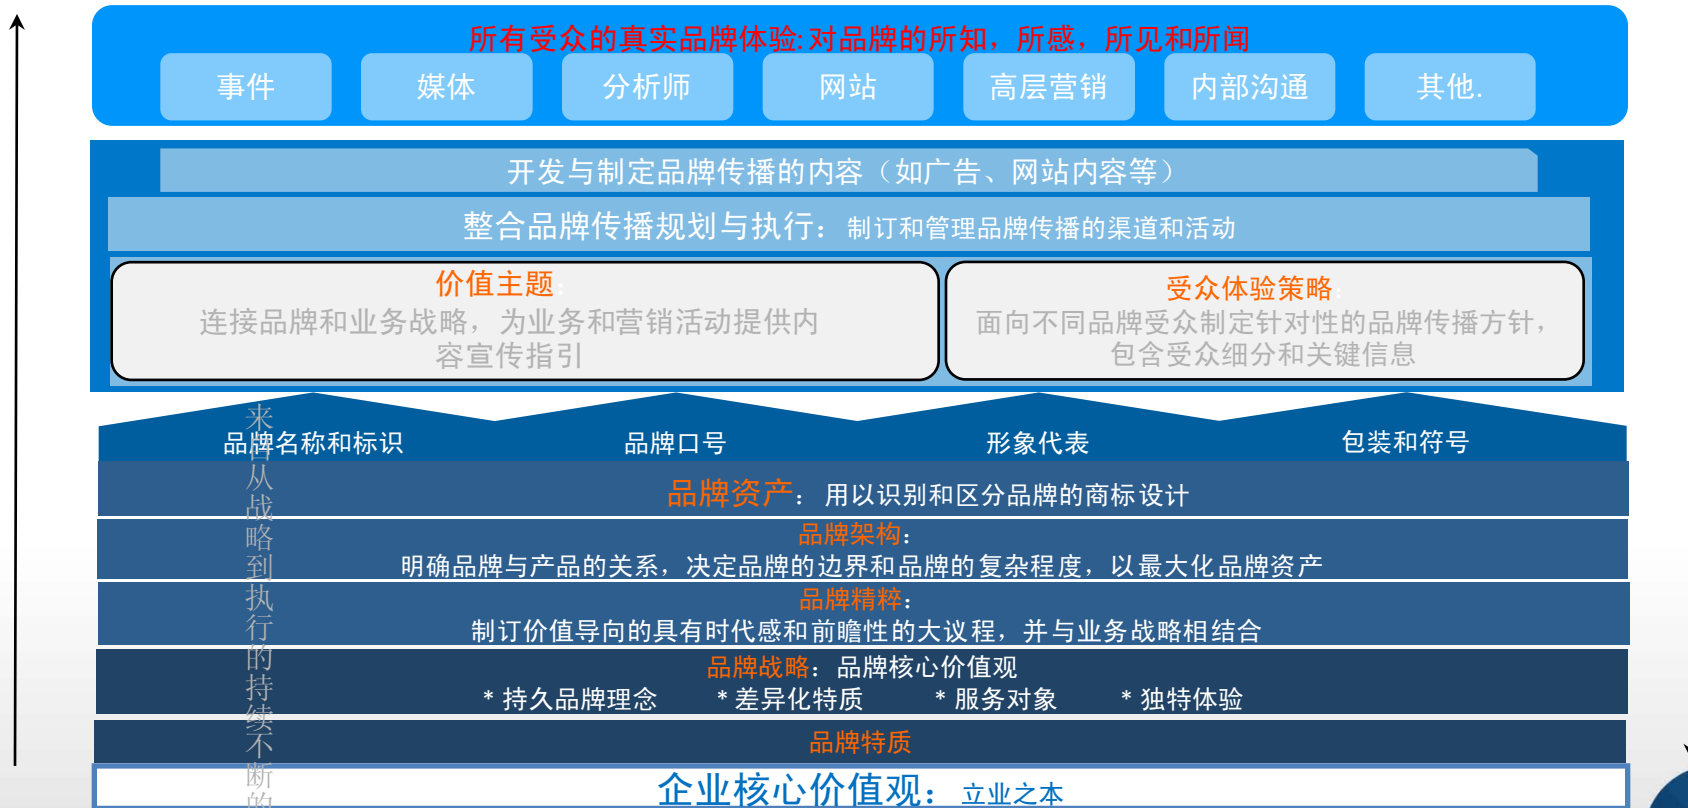 所有受众的真实品牌体验:对品牌的所知，所感，所见和所闻
事件
媒体
分析师
网站
高层营销
内部沟通
其他.
开发与制定品牌传播的内容（如广告、网站内容等）
整合品牌传播规划与执行：制订和管理品牌传播的渠道和活动
价值主题：
连接品牌和业务战略，为业务和营销活动提供内
容宣传指引
受众体验策略：
面向不同品牌受众制定针对性的品牌传播方针，
包含受众细分和关键信息
品牌名称和标识
品牌口号
形象代表
包装和符号
品牌资产：用以识别和区分品牌的商标设计
品牌架构：
明确品牌与产品的关系，决定品牌的边界和品牌的复杂程度，以最大化品牌资产
品牌精粹：
制订价值导向的具有时代感和前瞻性的大议程，并与业务战略相结合
品牌战略：品牌核心价值观
* 持久品牌理念 * 差异化特质 * 服务对象 * 独特体验
品牌特质
企业核心价值观：立业之本
来自从战略到执行的持续不断的